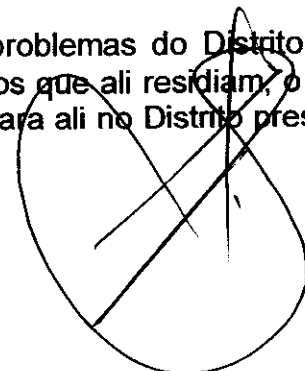 problemas do Distrito
os que ali residiam, o
para ali no Distrito pres